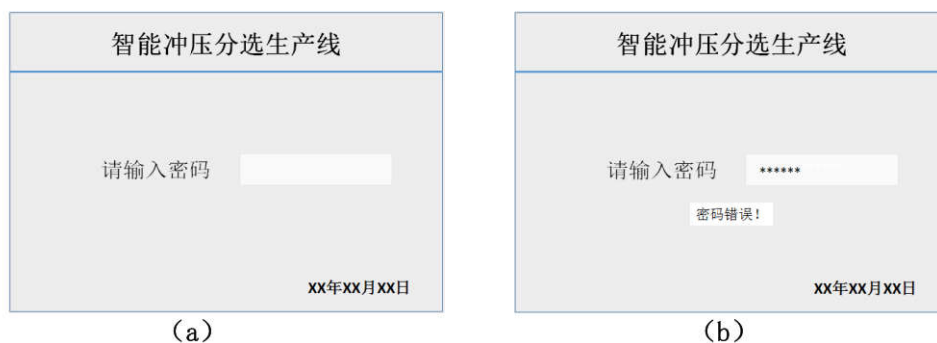 智能冲压分选生产线
请输入密码
XX年XX月XX日
(a)
智能冲压分选生产线
请输入密码 ******
密码错误!
XX年XX月XX日
(b)